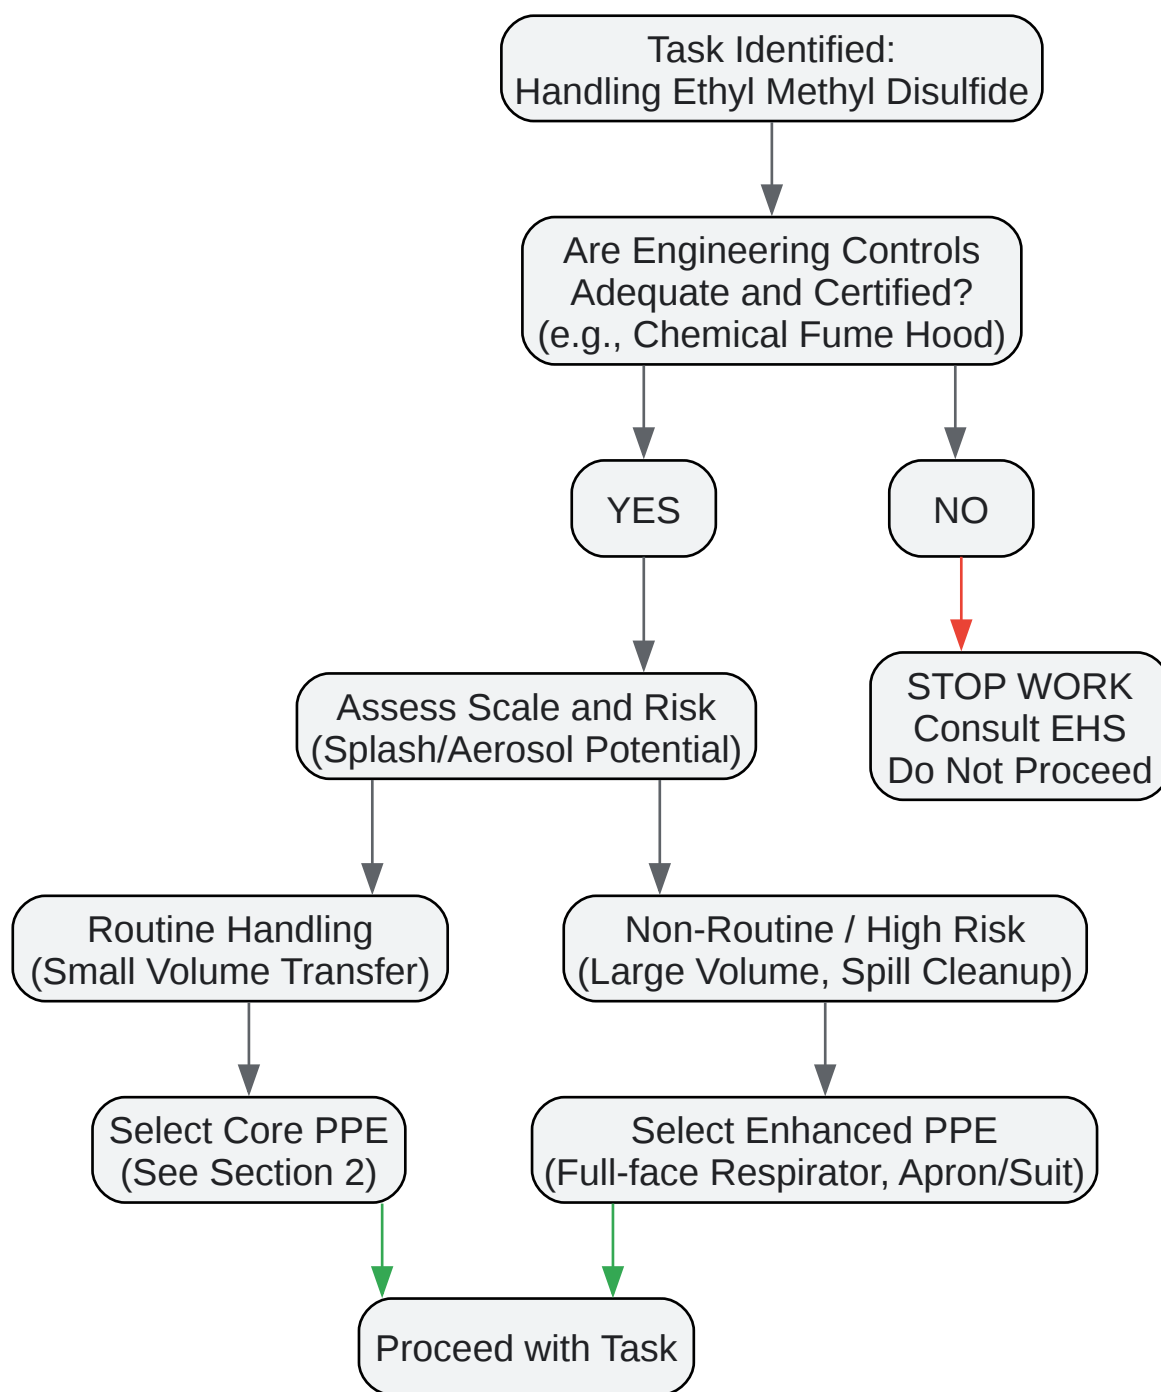 Task Identified:
Handling Ethyl Methyl Disulfide
Are Engineering Controls
Adequate and Certified?
(e.g., Chemical Fume Hood)
YES
NO
Assess Scale and Risk
(Splash/Aerosol Potential)
STOP WORK
Consult EHS
Do Not Proceed
Routine Handling
(Small Volume Transfer)
Non-Routine / High Risk
(Large Volume, Spill Cleanup)
Select Core PPE
(See Section 2)
Select Enhanced PPE
(Full-face Respirator, Apron/Suit)
Proceed with Task